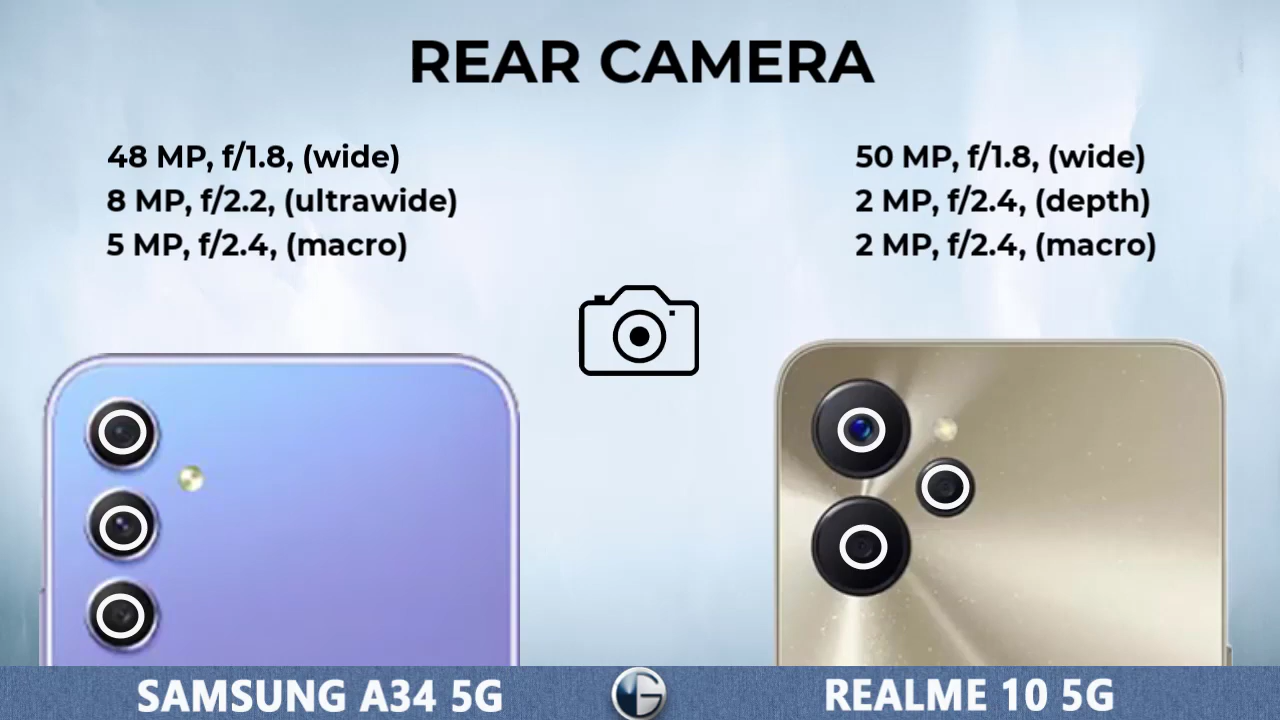 REAR CAMERA
48 MP, f/1.8, (wide)
8 MP, f/2.2, (ultrawide)
5 MP, f/2.4, (macro)
50 MP, f/1.8, (wide)
2 MP, f/2.4, (depth)
2 MP, f/2.4, (macro)
SAMSUNG A34 5G
REALME 10 5G